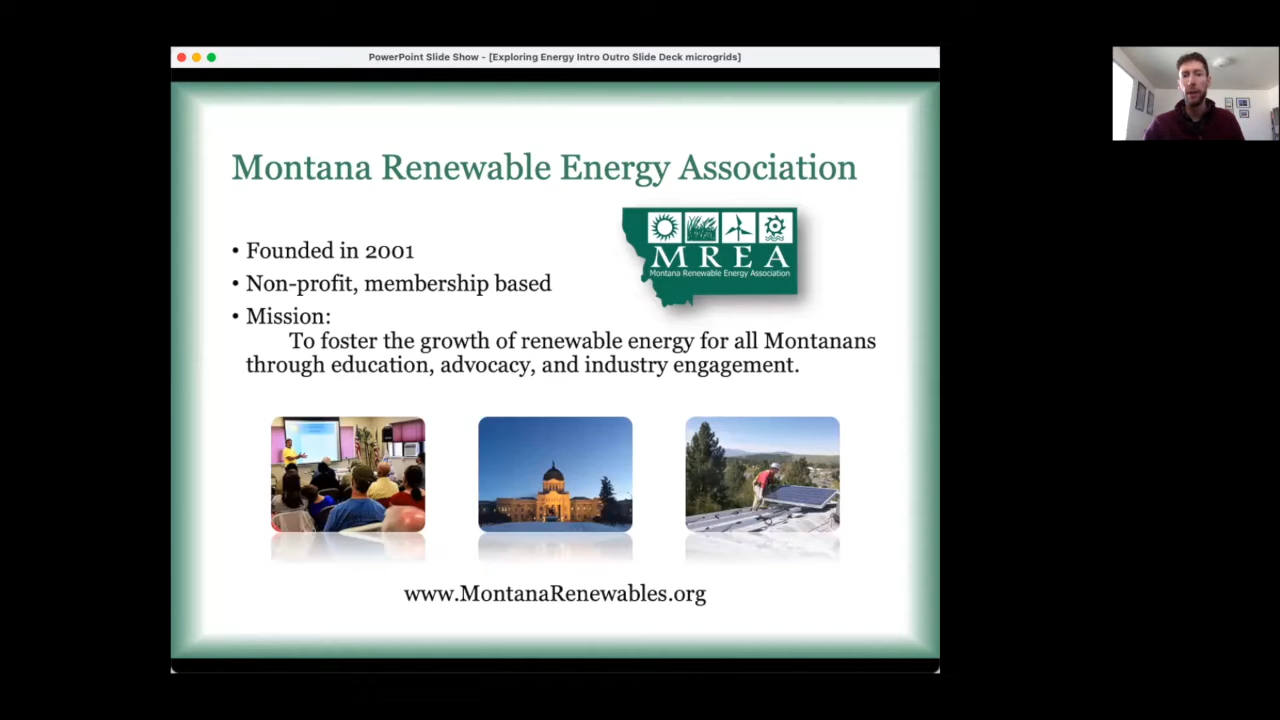 PowerPoint Slide Show - [Exploring Energy Intro Outro Slide Deck microgrids]
Montana Renewable Energy Association
• Founded in 2001
M R E A
Montana Renewable Energy Association
• Non-profit, membership based
• Mission:
To foster the growth of renewable energy for all Montanans
through education, advocacy, and industry engagement.
www.MontanaRenewables.org